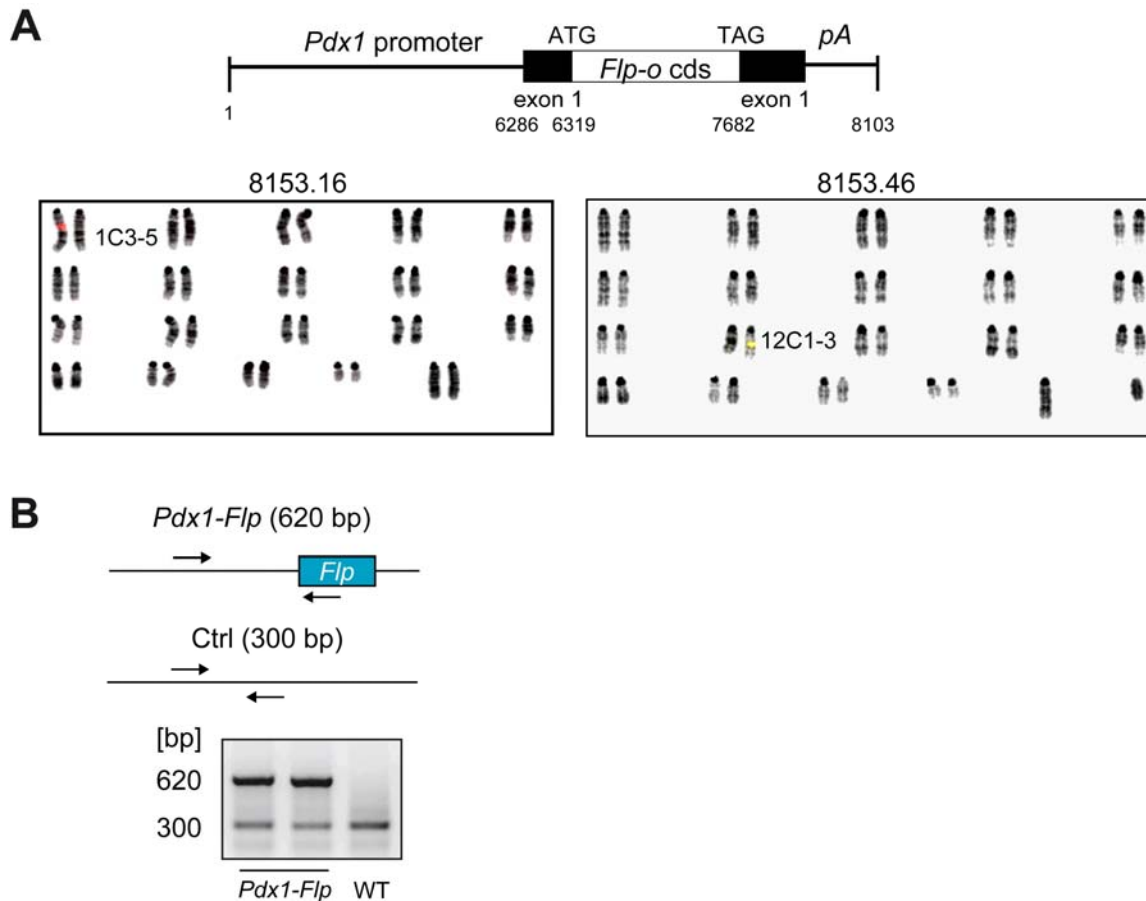 A
ATG TAG
Pdx1 promoter pA
Flp-o cds
exon 1 exon 1
1 6286 6319 7682 8103
8153.16 8153.46
1C3-5
12C1-3
B
Pdx1-Flp (620 bp)
Flp
Ctrl (300 bp)
[bp]
620
300
Pdx1-Flp WT